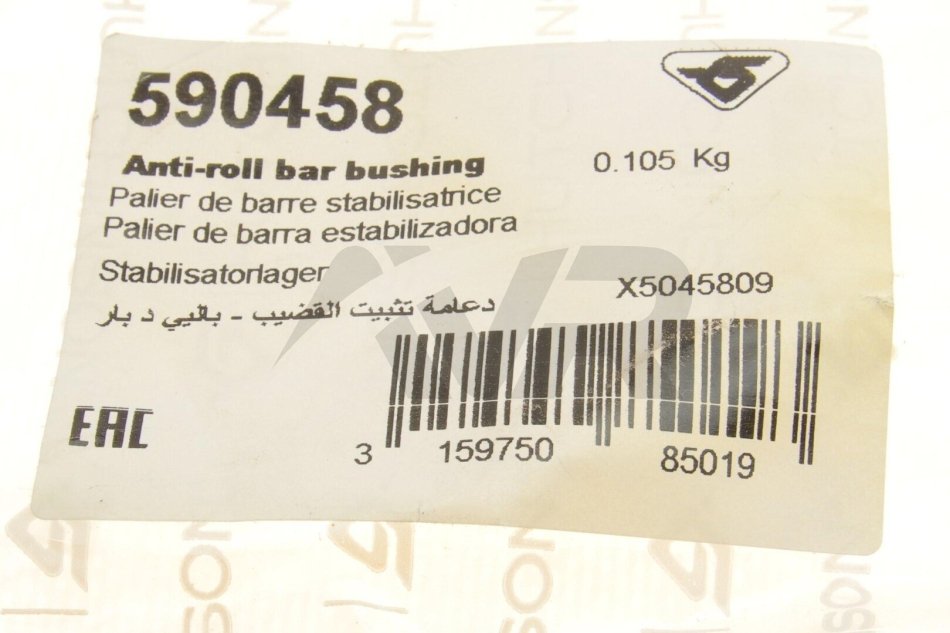 590458
Anti-roll bar bushing
0.105 Kg
Palier de barre stabilisatrice
Palier de barra estabilizadora
Stabilisatorlager
X5045809
دعامة تثبيت القضيب - باليي د بار
EAC
3 159750 85019